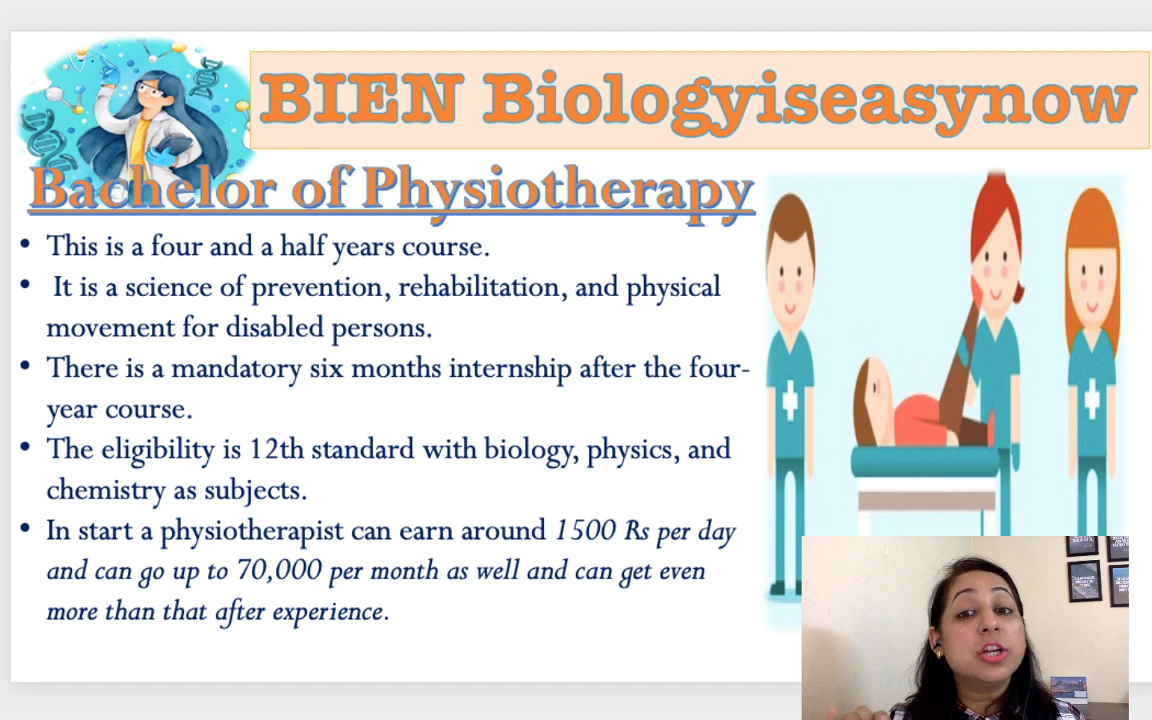 BIEN Biologyiseasynow
Bachelor of Physiotherapy
• This is a four and a half years course.
• It is a science of prevention, rehabilitation, and physical
movement for disabled persons.
• There is a mandatory six months internship after the four-
year course.
• The eligibility is 12th standard with biology, physics, and
chemistry as subjects.
• In start a physiotherapist can earn around 1500 Rs per day
and can go up to 70,000 per month as well and can get even
more than that after experience.